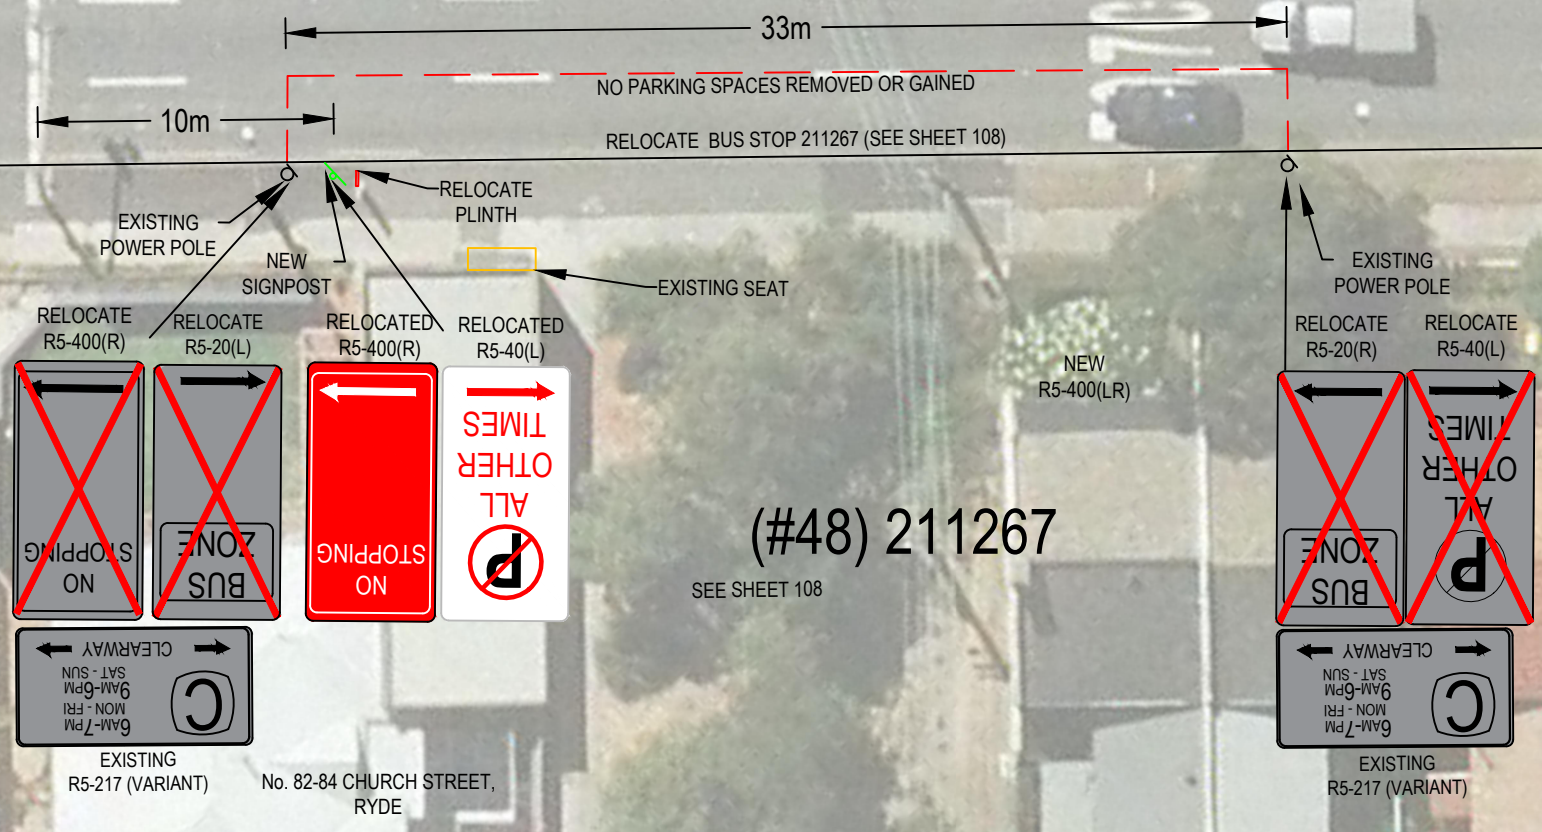 33m
NO PARKING SPACES REMOVED OR GAINED
10m
RELOCATE BUS STOP 211267 (SEE SHEET 108)
RELOCATE
PLINTH
EXISTING
POWER POLE
NEW
SIGNPOST
EXISTING SEAT
EXISTING
POWER POLE
RELOCATE
R5-400(R)
RELOCATE
R5-20(L)
RELOCATED
R5-400(R)
RELOCATED
R5-40(L)
NEW
R5-400(LR)
RELOCATE
R5-20(R)
RELOCATE
R5-40(L)
NO
STOPPING
BUS
ZONE
NO
STOPPING
P
ALL
OTHER
TIMES
(#48) 211267
SEE SHEET 108
BUS
ZONE
P
ALL
OTHER
TIMES
C
6AM-7PM
MON - FRI
9AM-6PM
SAT - SUN
CLEARWAY
EXISTING
R5-217 (VARIANT)
No. 82-84 CHURCH STREET,
RYDE
C
6AM-7PM
MON - FRI
9AM-6PM
SAT - SUN
CLEARWAY
EXISTING
R5-217 (VARIANT)